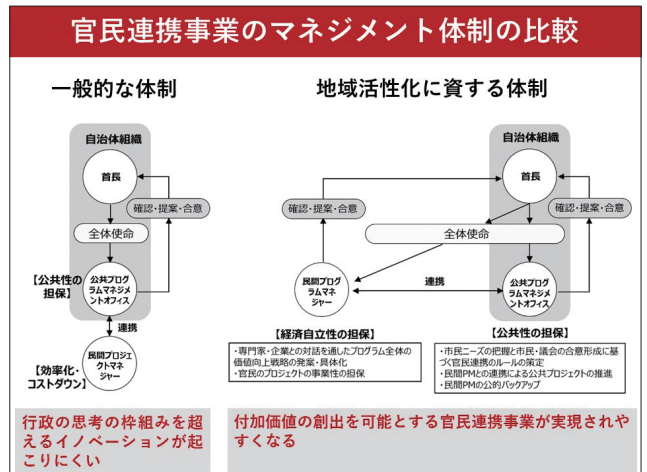 官民連携事業のマネジメント体制の比較
一般的な体制
自治体組織
首長
確認・提案・合意
全体使命
【公共性の
担保】
公共プログ
ラムマネジメ
ントオフィス
連携
【効率化・
コストダウン】
民間プロジェ
クトマネ
ジャー
行政の思考の枠組みを超
えるイノベーションが起
こりにくい
地域活性化に資する体制
自治体組織
首長
確認・提案・合意
確認・提案・合意
全体使命
民間プログ
ラムマネ
ジャー
連携
公共プログ
ラムマネジメ
ントオフィス
【経済自立性の担保】
・専門家・企業との対話を通したプログラム全体の
価値向上戦略の発案・具体化
・官民のプロジェクトの事業性の担保
【公共性の担保】
・市民ニーズの把握と市民・議会の合意形成に基
づく官民連携のルールの策定
・民間PMとの連携による公共プロジェクトの推進
・民間PMの公的バックアップ
付加価値の創出を可能とする官民連携事業が実現されや
すくなる